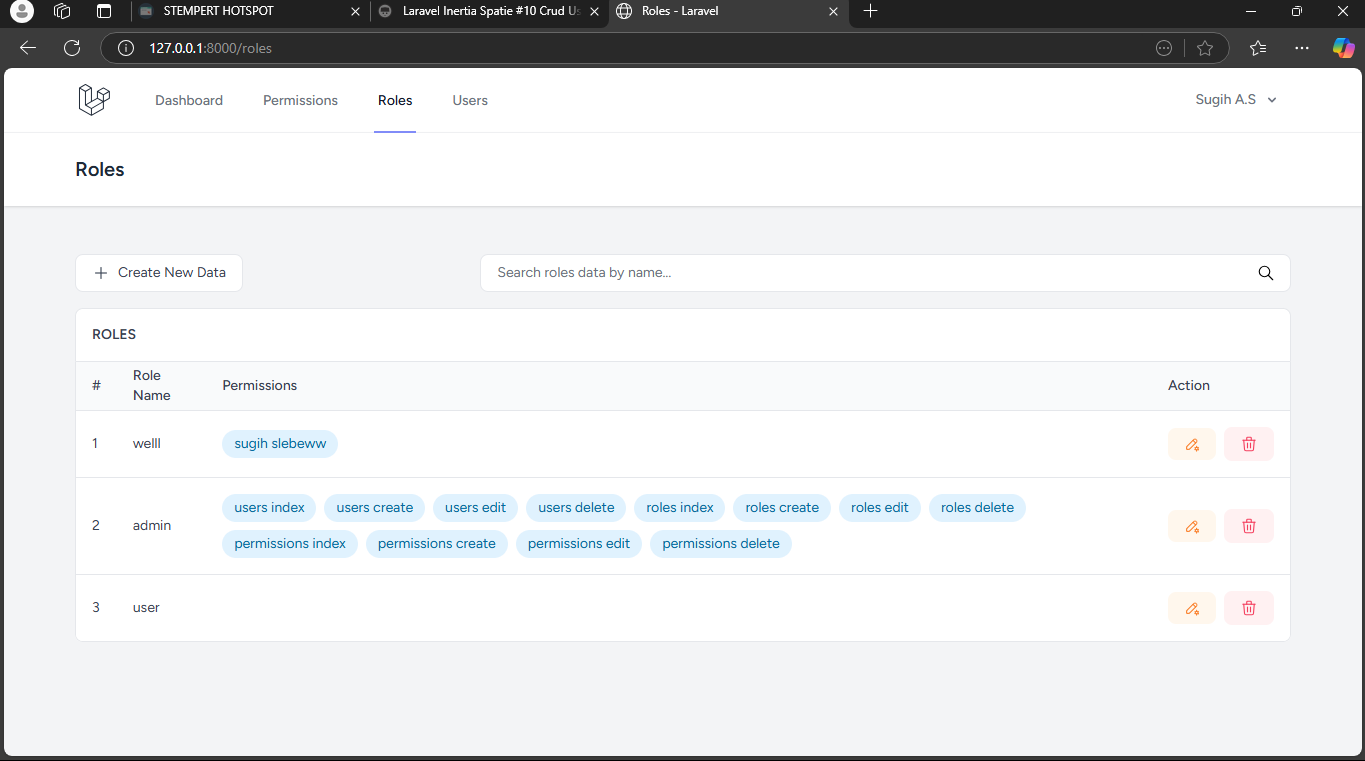 STEMPERT HOTSPOT
Laravel Inertia Spatie #10 Crud Us
Roles - Laravel
127.0.0.1:8000/roles
Dashboard Permissions Roles Users Sugih A.S
Roles
Create New Data Search roles data by name...
ROLES
# Role Name Permissions Action
1 welll sugih slebeww
2 admin users index users create users edit users delete roles index roles create roles edit roles delete
permissions index permissions create permissions edit permissions delete
3 user